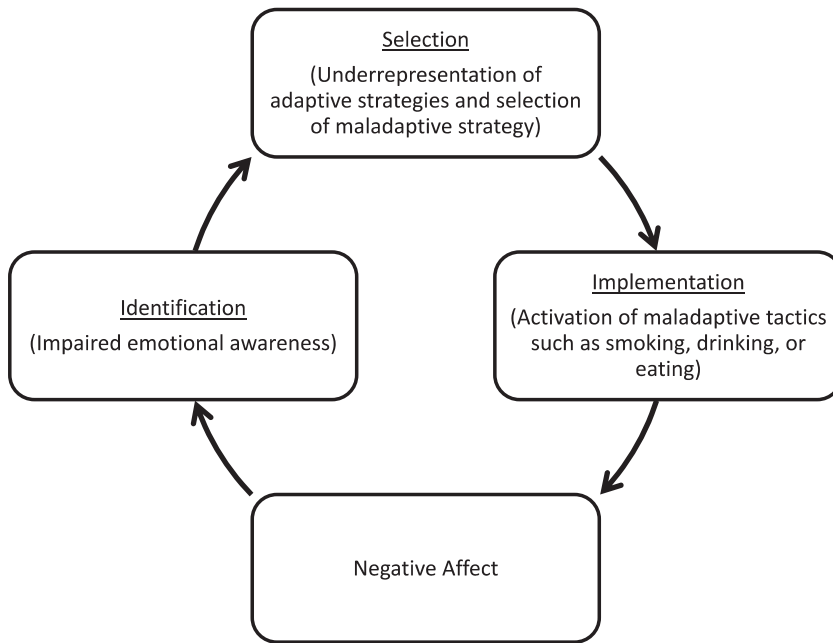 Selection
(Underrepresentation of
adaptive strategies and selection
of maladaptive strategy)
Identification
(Impaired emotional awareness)
Implementation
(Activation of maladaptive tactics
such as smoking, drinking, or
eating)
Negative Affect